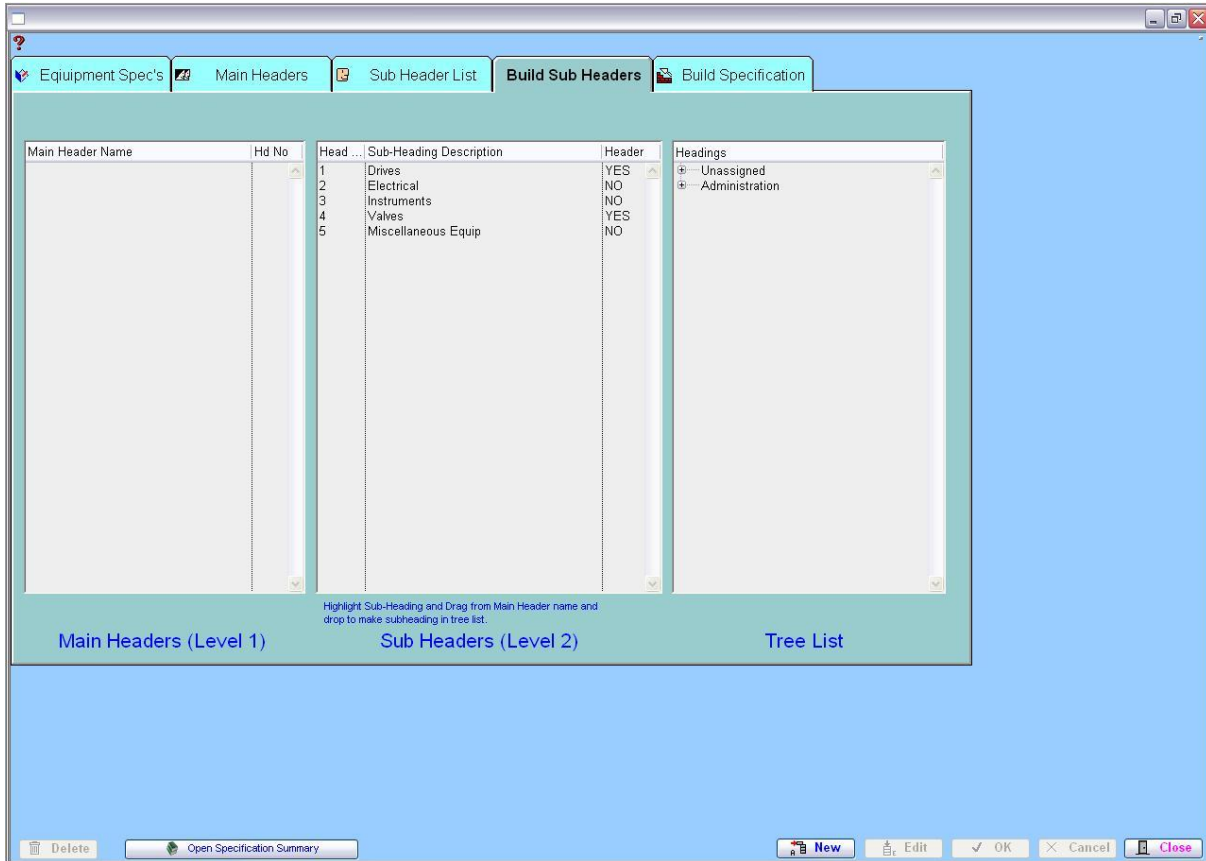 ?
Eqiuipment Spec's Main Headers Sub Header List Build Sub Headers Build Specification
Main Header Name Hd No Head ... Sub-Heading Description Header Headings
1 Drives YES Unassigned
2 Electrical NO Administration
3 Instruments NO
4 Valves YES
5 Miscellaneous Equip NO
Highlight Sub-Heading and Drag from Main Header name and
drop to make subheading in tree list.
Main Headers (Level 1) Sub Headers (Level 2) Tree List
Delete Open Specification Summary New Edit OK Cancel Close